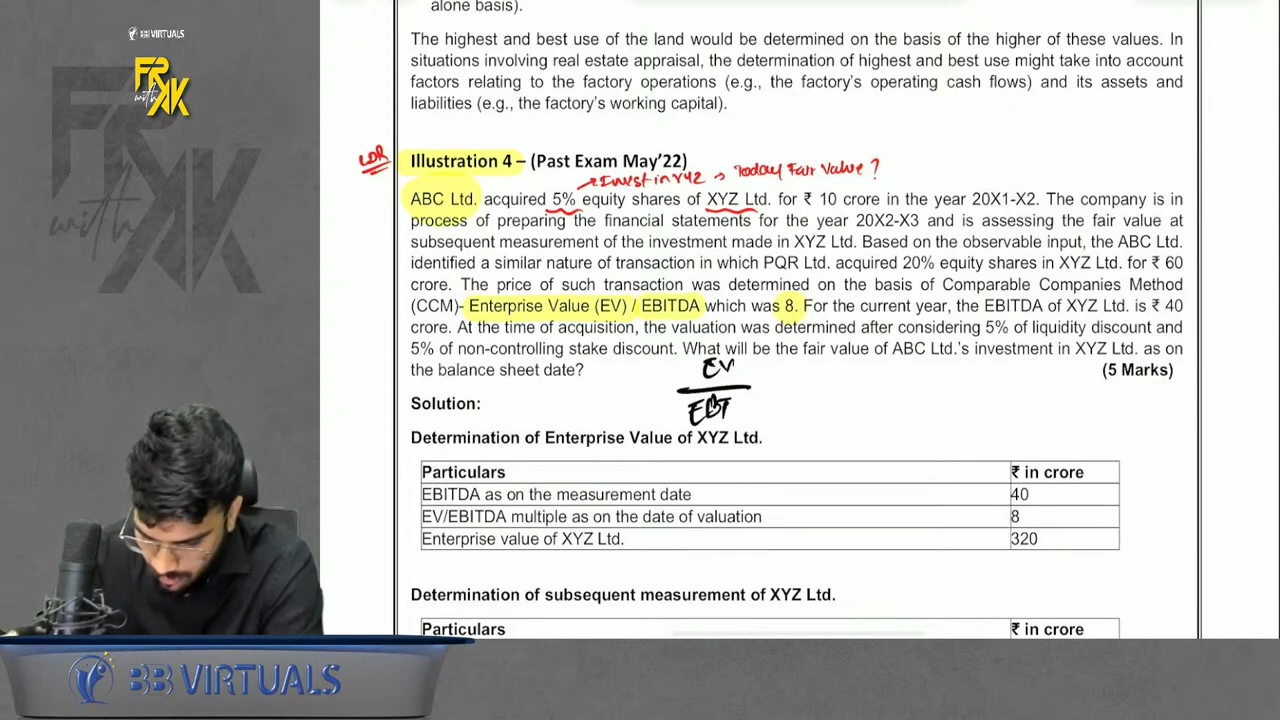 BB VIRTUALS
FR
with
AK
FR
with
AK
alone basis).
The highest and best use of the land would be determined on the basis of the higher of these values. In
situations involving real estate appraisal, the determination of highest and best use might take into account
factors relating to the factory operations (e.g., the factory's operating cash flows) and its assets and
liabilities (e.g., the factory's working capital).
LDR Illustration 4 – (Past Exam May'22)
Invest in XYZ → Today Fair Value ?
ABC Ltd. acquired 5% equity shares of XYZ Ltd. for ₹ 10 crore in the year 20X1-X2. The company is in
process of preparing the financial statements for the year 20X2-X3 and is assessing the fair value at
subsequent measurement of the investment made in XYZ Ltd. Based on the observable input, the ABC Ltd.
identified a similar nature of transaction in which PQR Ltd. acquired 20% equity shares in XYZ Ltd. for ₹ 60
crore. The price of such transaction was determined on the basis of Comparable Companies Method
(CCM)- Enterprise Value (EV) / EBITDA which was 8. For the current year, the EBITDA of XYZ Ltd. is ₹ 40
crore. At the time of acquisition, the valuation was determined after considering 5% of liquidity discount and
5% of non-controlling stake discount. What will be the fair value of ABC Ltd.'s investment in XYZ Ltd. as on
the balance sheet date? (5 Marks)
EV
EBT
Solution:
Determination of Enterprise Value of XYZ Ltd.
Particulars ₹ in crore
EBITDA as on the measurement date 40
EV/EBITDA multiple as on the date of valuation 8
Enterprise value of XYZ Ltd. 320
Determination of subsequent measurement of XYZ Ltd.
Particulars ₹ in crore
BB VIRTUALS